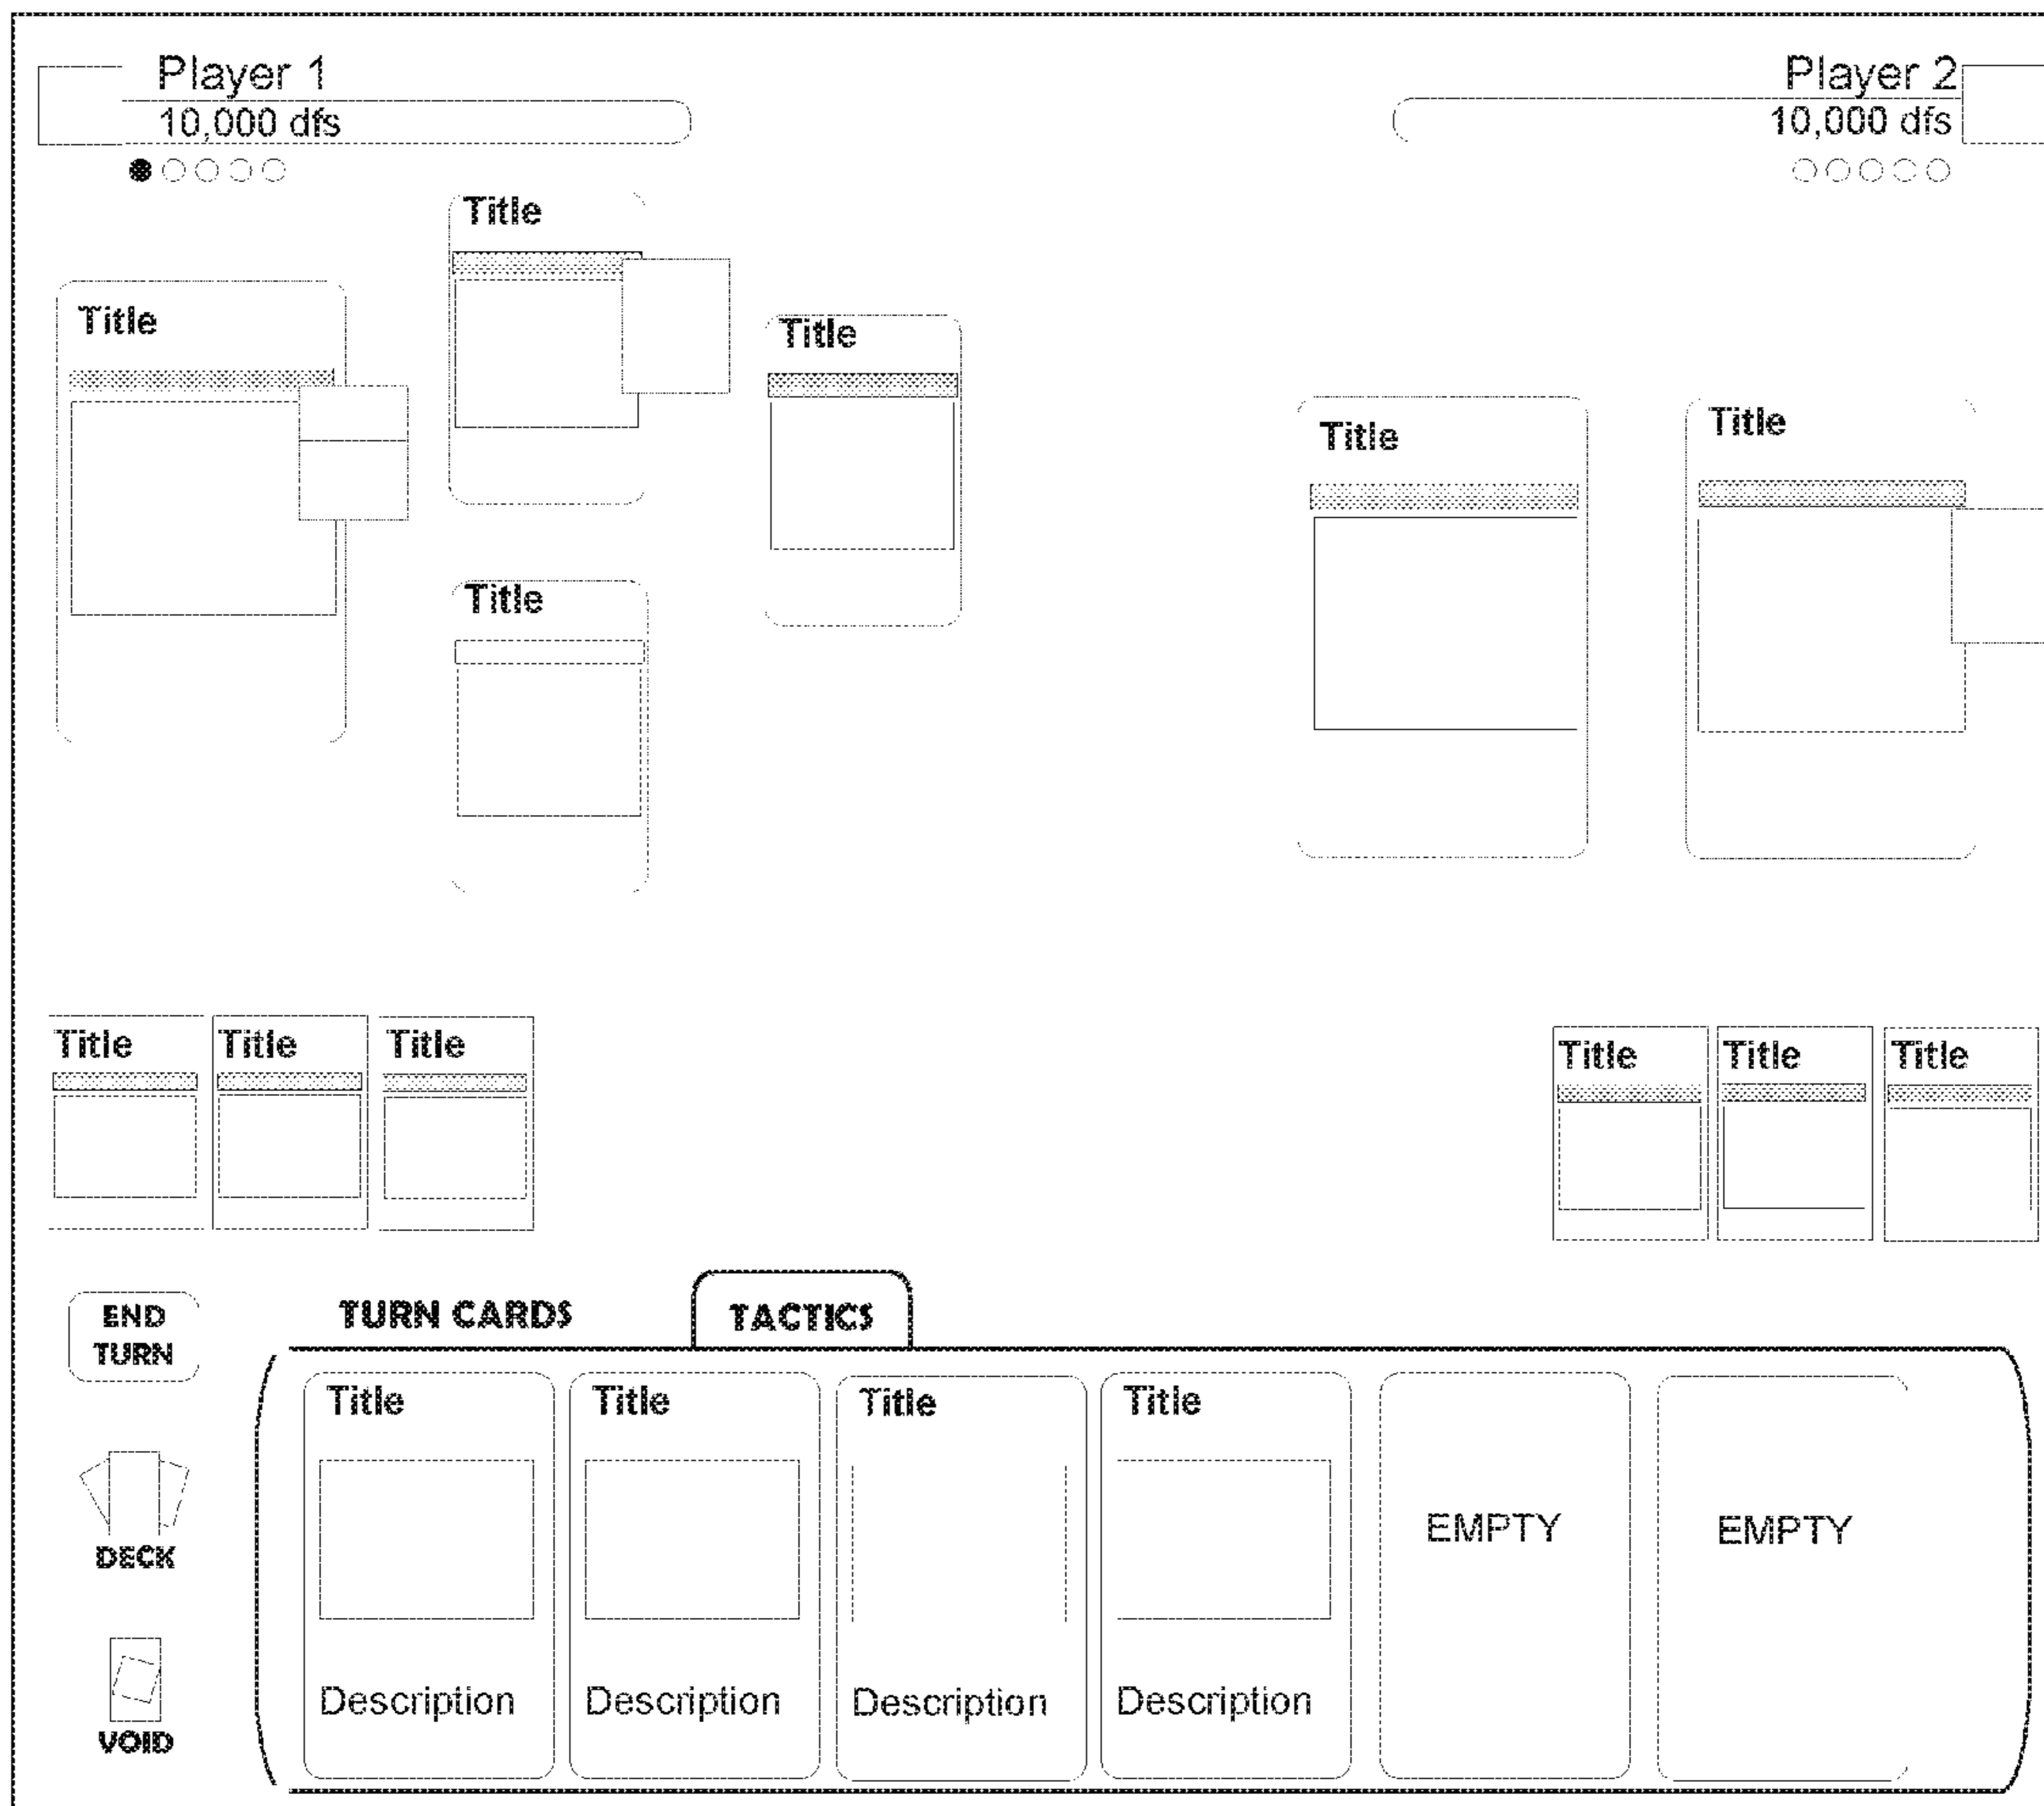 Player 1
10,000 dfs
Player 2
10,000 dfs
Title
Title
Title
Title
Title
Title
Title
Title
Title
Title
Title
Title
END
TURN
TURN CARDS
TACTICS
Title
Title
Title
Title
EMPTY
EMPTY
DECK
Description
Description
Description
Description
VOID